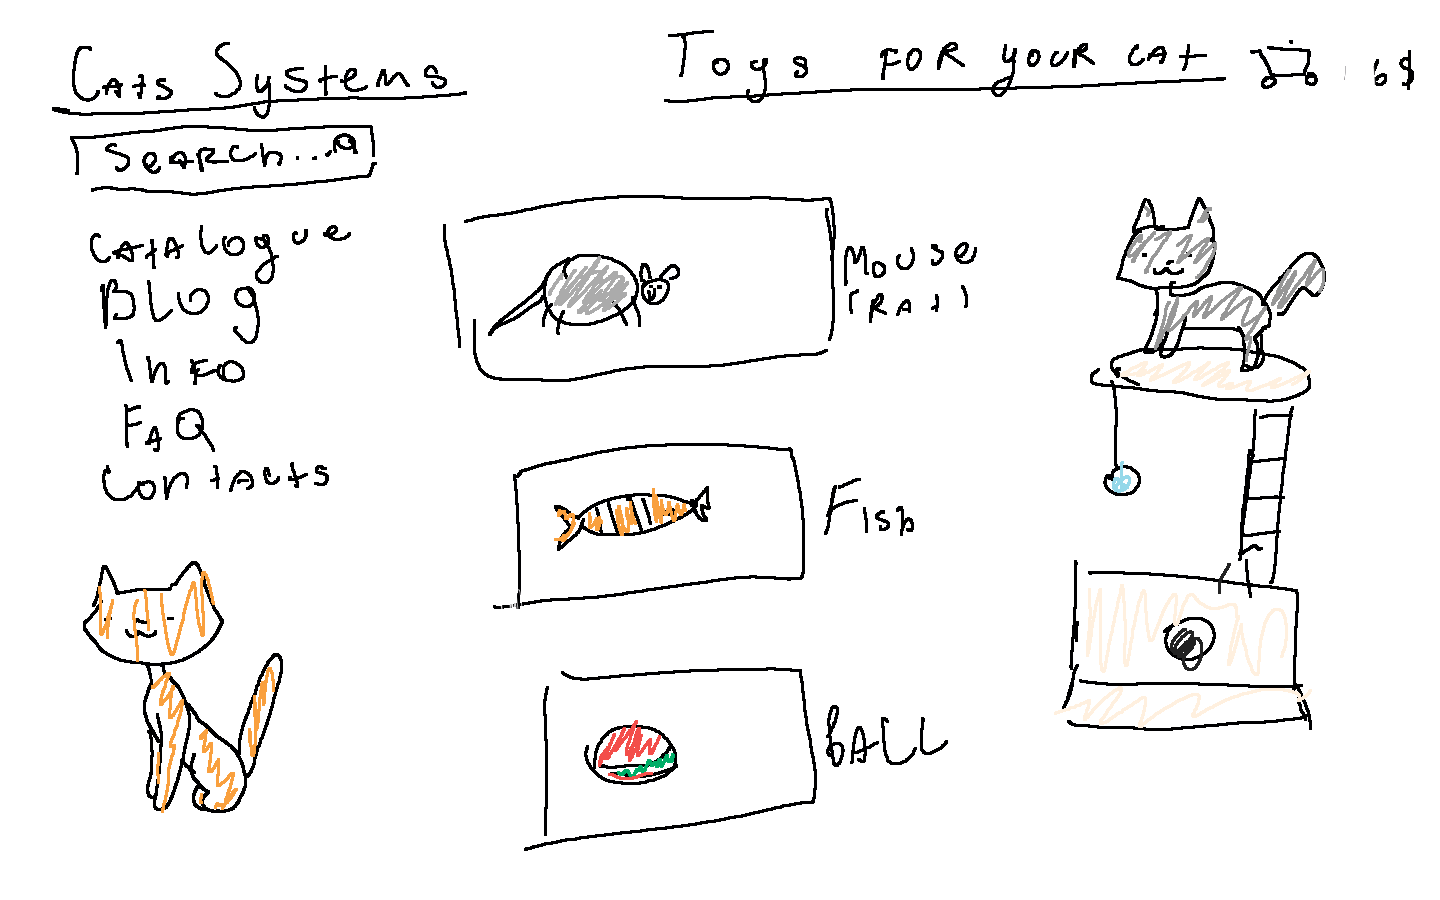 Cats Systems
Toys FOR YOUR CAT
6$
Search...
Catalogue
Blog
Info
FAQ
Contacts
Mouse
(RAT)
Fish
BALL